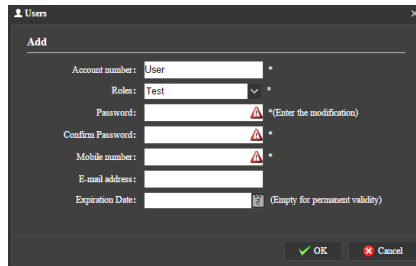 Users
Add
Account number: User *
Roles: Test *
Password: *(Enter the modification)
Confirm Password: *
Mobile number: *
E-mail address:
Expiration Date: (Empty for permanent validity)
OK Cancel